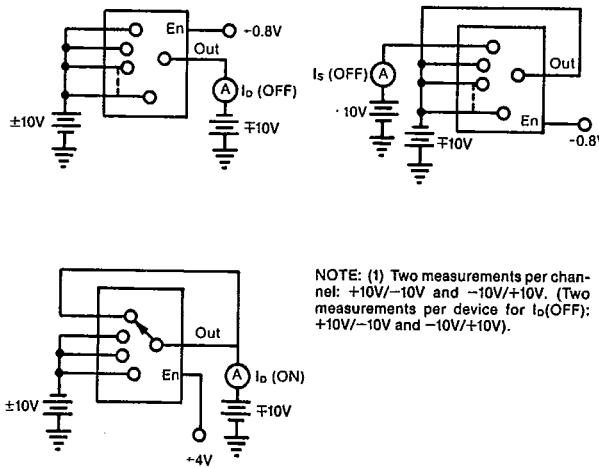 En
-0.8V
Out
A
ID (OFF)
±10V
∓10V
IS (OFF)
A
10V
Out
∓10V
En
-0.8V
Out
En
A
ID (ON)
±10V
∓10V
-4V
NOTE: (1) Two measurements per chan-
nel: +10V/−10V and −10V/+10V. (Two
measurements per device for ID(OFF):
+10V/−10V and −10V/+10V).